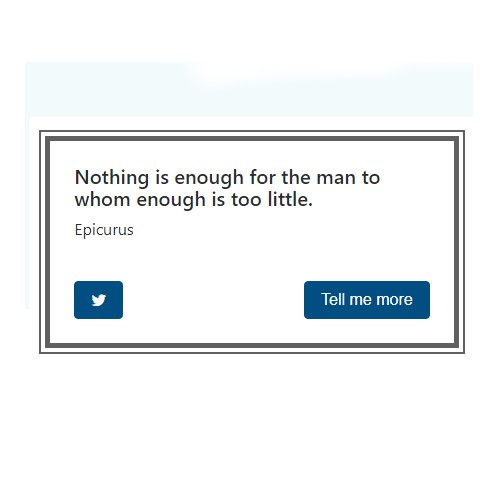 Nothing is enough for the man to
whom enough is too little.
Epicurus
Tell me more